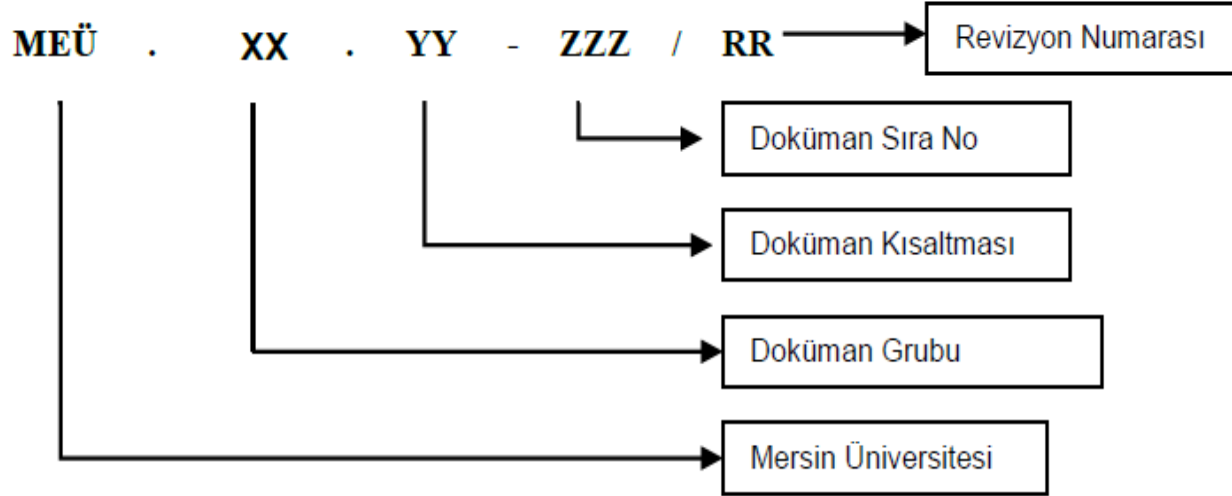 MEÜ . XX . YY - ZZZ / RR
Revizyon Numarası
Doküman Sıra No
Doküman Kısaltması
Doküman Grubu
Mersin Üniversitesi